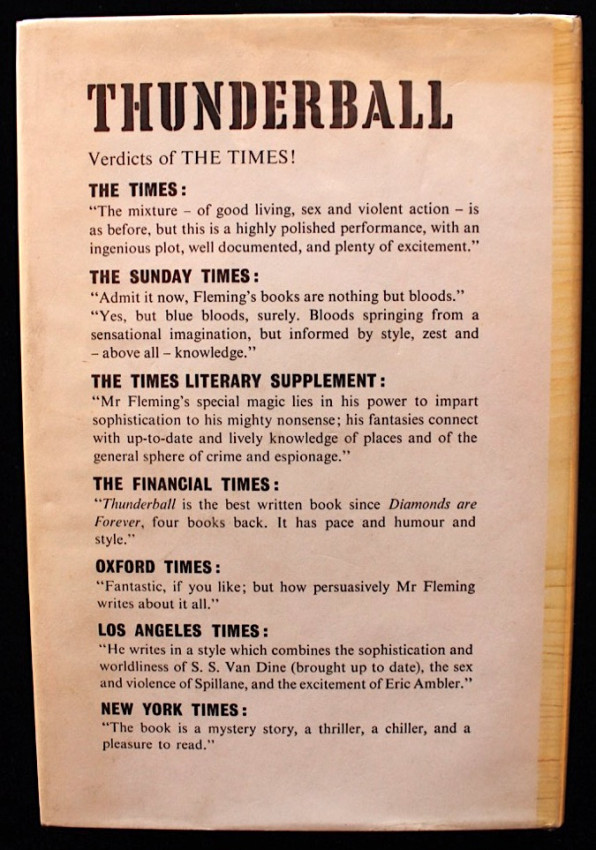 THUNDERBALL
Verdicts of THE TIMES!
THE TIMES:
“The mixture – of good living, sex and violent action – is
as before, but this is a highly polished performance, with an
ingenious plot, well documented, and plenty of excitement.”
THE SUNDAY TIMES:
“Admit it now, Fleming’s books are nothing but bloods.”
“Yes, but blue bloods, surely. Bloods springing from a
sensational imagination, but informed by style, zest and
– above all – knowledge.”
THE TIMES LITERARY SUPPLEMENT:
“Mr Fleming’s special magic lies in his power to impart
sophistication to his mighty nonsense; his fantasies connect
with up-to-date and lively knowledge of places and of the
general sphere of crime and espionage.”
THE FINANCIAL TIMES:
“Thunderball is the best written book since Diamonds are
Forever, four books back. It has pace and humour and
style.”
OXFORD TIMES:
“Fantastic, if you like; but how persuasively Mr Fleming
writes about it all.”
LOS ANGELES TIMES:
“He writes in a style which combines the sophistication and
worldliness of S. S. Van Dine (brought up to date), the sex
and violence of Spillane, and the excitement of Eric Ambler.”
NEW YORK TIMES:
“The book is a mystery story, a thriller, a chiller, and a
pleasure to read.”